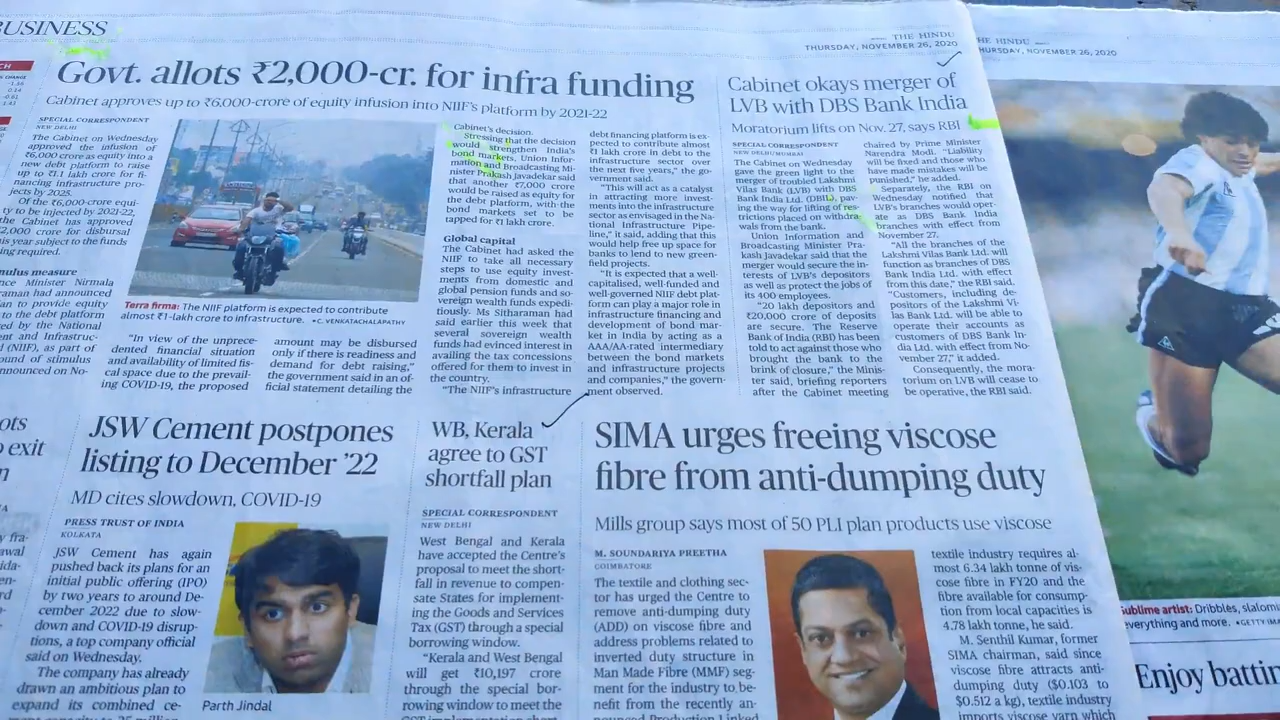 BUSINESS
THE HINDU
THURSDAY, NOVEMBER 26, 2020
Govt. allots ₹2,000-cr. for infra funding
Cabinet approves up to ₹6,000-crore of equity infusion into NIIF's platform by 2021-22
SPECIAL CORRESPONDENT
NEW DELHI
The Cabinet on Wednesday
approved the infusion of
₹6,000 crore as equity into a
new debt platform to raise
up to ₹1.1 lakh crore for fi-
nancing infrastructure pro-
jects by 2025.
Of the ₹6,000-crore equi-
ty to be injected by 2021-22,
the Cabinet has approved
2,000 crore for disbursal
is year subject to the funds
ng required.
mulus measure
nce Minister Nirmala
raman had announced
an to provide equity
to the debt platform
ed by the National
ent and Infrastruc-
d (NIIF), as part of
ound of stimulus
nnounced on No-
Terra firma: The NIIF platform is expected to contribute
almost ₹1-lakh crore to infrastructure. •C. VENKATACHALAPATHY
"In view of the unprece-
dented financial situation
and availability of limited fis-
cal space due to the prevail-
ing COVID-19, the proposed
amount may be disbursed
only if there is readiness and
demand for debt raising,"
the government said in an of-
ficial statement detailing the
Cabinet's decision.
Stressing that the decision
would strengthen India's
bond markets, Union Infor-
mation and Broadcasting Mi-
nister Prakash Javadekar said
that another ₹7,000 crore
would be raised as equity for
the debt platform, with the
bond markets set to be
tapped for ₹1 lakh crore.
Global capital
The Cabinet had asked the
NIIF to take all necessary
steps to use equity invest-
ments from domestic and
global pension funds and so-
vereign wealth funds expedi-
tiously. Ms Sitharaman had
said earlier this week that
several sovereign wealth
funds had evinced interest in
availing the tax concessions
offered for them to invest in
the country.
"The NIIF's infrastructure
debt financing platform is ex-
pected to contribute almost
₹1 lakh crore in debt to the
infrastructure sector over
the next five years," the go-
vernment said.
"This will act as a catalyst
in attracting more invest-
ments into the infrastructure
sector as envisaged in the Na-
tional Infrastructure Pipe-
line," it said, adding that this
would help free up space for
banks to lend to new green-
field projects.
"It is expected that a well-
capitalised, well-funded and
well-governed NIIF debt plat-
form can play a major role in
infrastructure financing and
development of bond mar-
ket in India by acting as a
AAA/AA-rated intermediary
between the bond markets
and infrastructure projects
and companies," the govern-
ment observed.
Cabinet okays merger of
LVB with DBS Bank India
Moratorium lifts on Nov. 27, says RBI
SPECIAL CORRESPONDENT
NEW DELHI/MUMBAI
The Cabinet on Wednesday
gave the green light to the
merger of troubled Lakshmi
Vilas Bank (LVB) with DBS
Bank India Ltd. (DBIL), pav-
ing the way for lifting of res-
trictions placed on withdra-
wals from the bank.
Union Information and
Broadcasting Minister Pra-
kash Javadekar said that the
merger would secure the in-
terests of LVB's depositors
as well as protect the jobs of
its 400 employees.
"20 lakh depositors and
₹20,000 crore of deposits
are secure. The Reserve
Bank of India (RBI) has been
told to act against those who
brought the bank to the
brink of closure," the Minis-
ter said, briefing reporters
after the Cabinet meeting
chaired by Prime Minister
Narendra Modi. "Liability
will be fixed and those who
have made mistakes will be
punished," he added.
Separately, the RBI on
Wednesday notified that
LVB's branches would oper-
ate as DBS Bank India
branches with effect from
November 27.
"All the branches of the
Lakshmi Vilas Bank Ltd. will
function as branches of DBS
Bank India Ltd. with effect
from this date," the RBI said.
"Customers, including de-
positors of the Lakshmi Vi-
las Bank Ltd. will be able to
operate their accounts as
customers of DBS Bank In-
dia Ltd. with effect from No-
vember 27," it added.
Consequently, the mora-
torium on LVB will cease to
be operative, the RBI said.
JSW Cement postpones
listing to December '22
MD cites slowdown, COVID-19
PRESS TRUST OF INDIA
KOLKATA
JSW Cement has again
pushed back its plans for an
initial public offering (IPO)
by two years to around De-
cember 2022 due to slow-
down and COVID-19 disrup-
tions, a top company official
said on Wednesday.
The company has already
drawn an ambitious plan to
expand its combined ce-
Parth Jindal
WB, Kerala
agree to GST
shortfall plan
SPECIAL CORRESPONDENT
NEW DELHI
West Bengal and Kerala
have accepted the Centre's
proposal to meet the short-
fall in revenue to compen-
sate States for implement-
ing the Goods and Services
Tax (GST) through a special
borrowing window.
"Kerala and West Bengal
will get ₹10,197 crore
through the special bor-
rowing window to meet the
SIMA urges freeing viscose
fibre from anti-dumping duty
Mills group says most of 50 PLI plan products use viscose
M. SOUNDARIYA PREETHA
COIMBATORE
The textile and clothing sec-
tor has urged the Centre to
remove anti-dumping duty
(ADD) on viscose fibre and
address problems related to
inverted duty structure in
Man Made Fibre (MMF) seg-
ment for the industry to be-
nefit from the recently an-
nounced Production Linked
textile industry requires al-
most 6.34 lakh tonne of vis-
cose fibre in FY20 and the
fibre available for consump-
tion from local capacities is
4.78 lakh tonne, he said.
M. Senthil Kumar, former
SIMA chairman, said since
viscose fibre attracts anti-
dumping duty ($0.103 to
$0.512 a kg), textile industry
imports viscose yarn which
THE HINDU
THURSDAY, NOVEMBER 26, 2020
Sublime artist: Dribbles, slalom
everything and more. •GETTY IMA
Enjoy battin